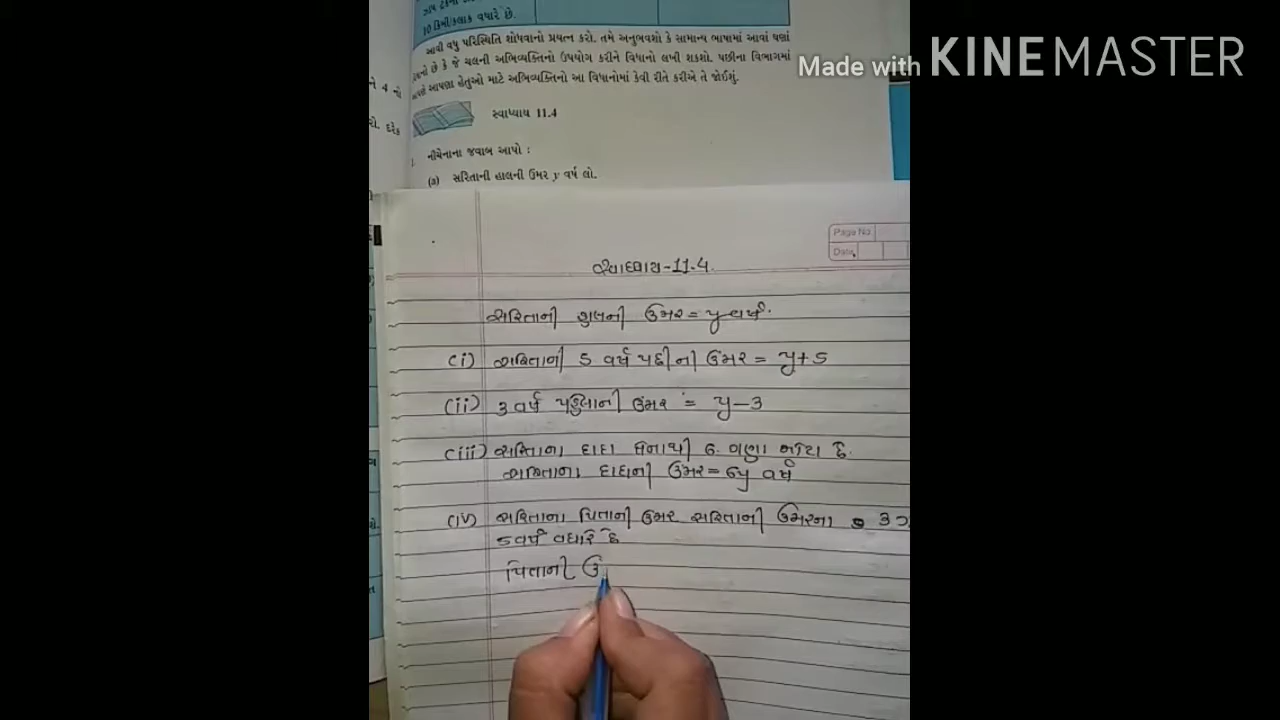 10 કિમી/કલાક વધારે છે.
આવી વધુ પરિસ્થિતિ શોધવાનો પ્રયત્ન કરો. તમે અનુભવશો કે સામાન્ય ભાષામાં આવાં ઘણાં
છે કે જે ચલની અભિવ્યક્તિનો ઉપયોગ કરીને વિધાનો લખી શકશો. પછીના વિભાગમાં
આપણા હેતુઓ માટે અભિવ્યક્તિનો આ વિધાનોમાં કેવી રીતે કરીએ તે જોઈશું.
Made with KINEMASTER
સ્વાધ્યાય 11.4
નીચેનાના જવાબ આપો :
(a) સરિતાની હાલની ઉંમર y વર્ષ લો.
Page No
Date
સ્વાધ્યાય-11.4.
સરિતાની હાલની ઉંમર = y વર્ષ.
(i) સરિતાની 5 વર્ષ પછીની ઉંમર = y+5
(ii) 3 વર્ષ પહેલાની ઉંમર = y-3
(iii) સરિતાના દાદા તેનાથી 6 ગણા મોટા છે.
સરિતાના દાદાની ઉંમર = 6y વર્ષ
(iv) સરિતાના પિતાની ઉંમર સરિતાની ઉંમરના 3
5 વર્ષ વધારે છે
પિતાની ઉં